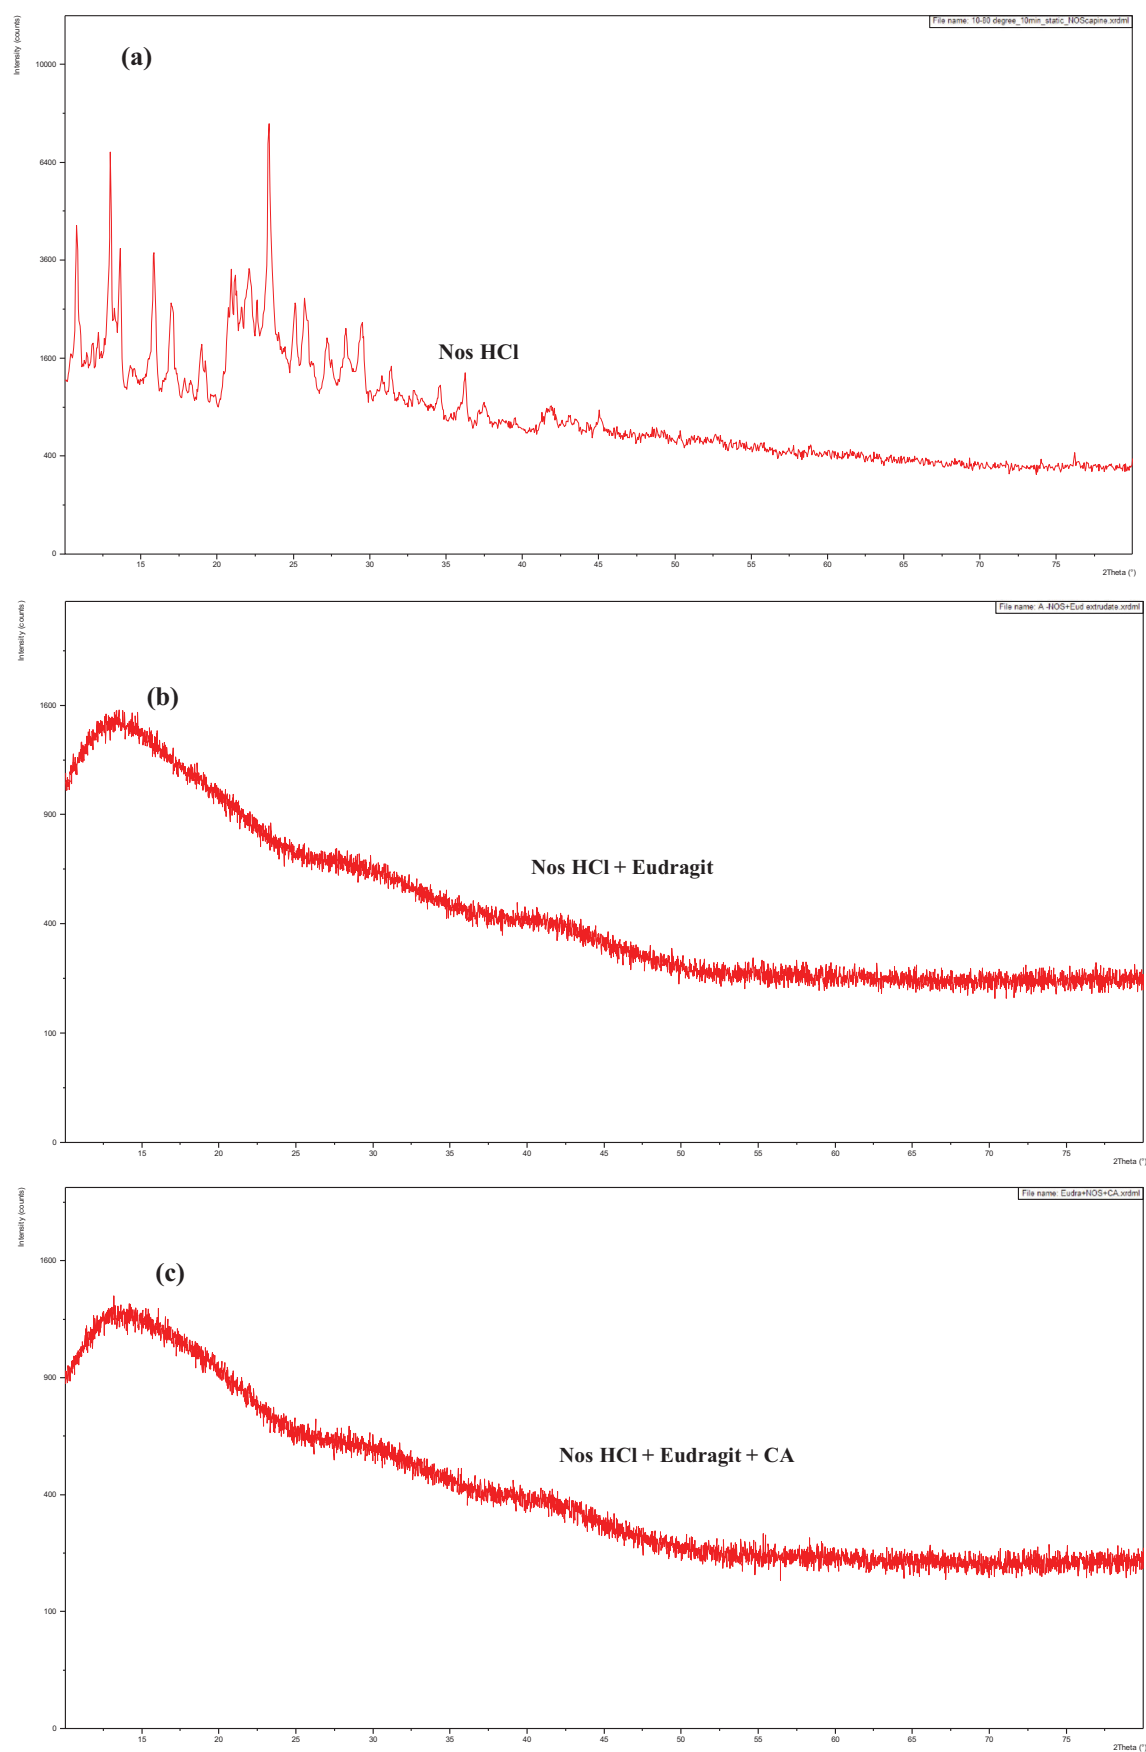 File name: 10-80 degree_10min_static_NOScapine.xrdml
Intensity (counts)
(a)
10000
6400
3600
1600
400
0
Nos HCl
15 20 25 30 35 40 45 50 55 60 65 70 75
2Theta (°)
File name: A -NOS+Eud extrudate.xrdml
Intensity (counts)
(b)
1600
900
400
100
0
Nos HCl + Eudragit
15 20 25 30 35 40 45 50 55 60 65 70 75
2Theta (°)
File name: Eudra+NOS+CA.xrdml
Intensity (counts)
(c)
1600
900
400
100
0
Nos HCl + Eudragit + CA
15 20 25 30 35 40 45 50 55 60 65 70 75
2Theta (°)